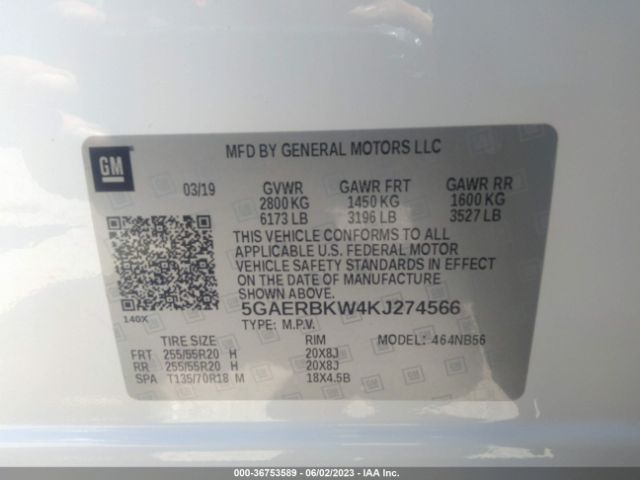 GM
MFD BY GENERAL MOTORS LLC
03/19 GVWR GAWR FRT GAWR RR
2800 KG 1450 KG 1600 KG
6173 LB 3196 LB 3527 LB
THIS VEHICLE CONFORMS TO ALL
APPLICABLE U.S. FEDERAL MOTOR
VEHICLE SAFETY STANDARDS IN EFFECT
ON THE DATE OF MANUFACTURE
SHOWN ABOVE.
140X 5GAERBKW4KJ274566
TYPE: M.P.V.
TIRE SIZE RIM MODEL: 464NB56
FRT 255/55R20 H 20X8J
RR 255/55R20 H 20X8J
SPA T135/70R18 M 18X4.5B
000-36753589 - 06/02/2023 - IAA Inc.